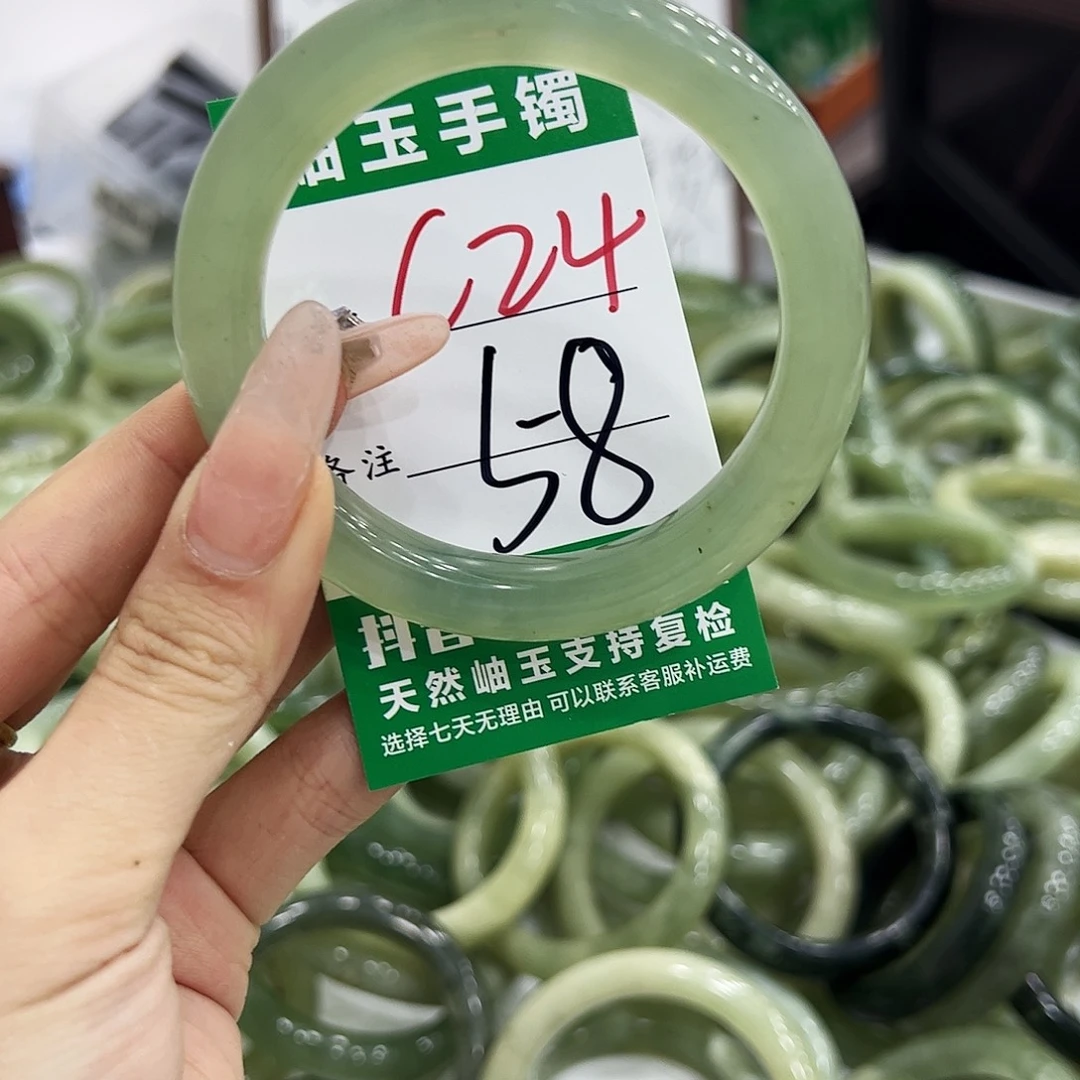 岫玉手镯
C24
备注 58
抖音
天然岫玉支持复检
选择七天无理由 可以联系客服补运费